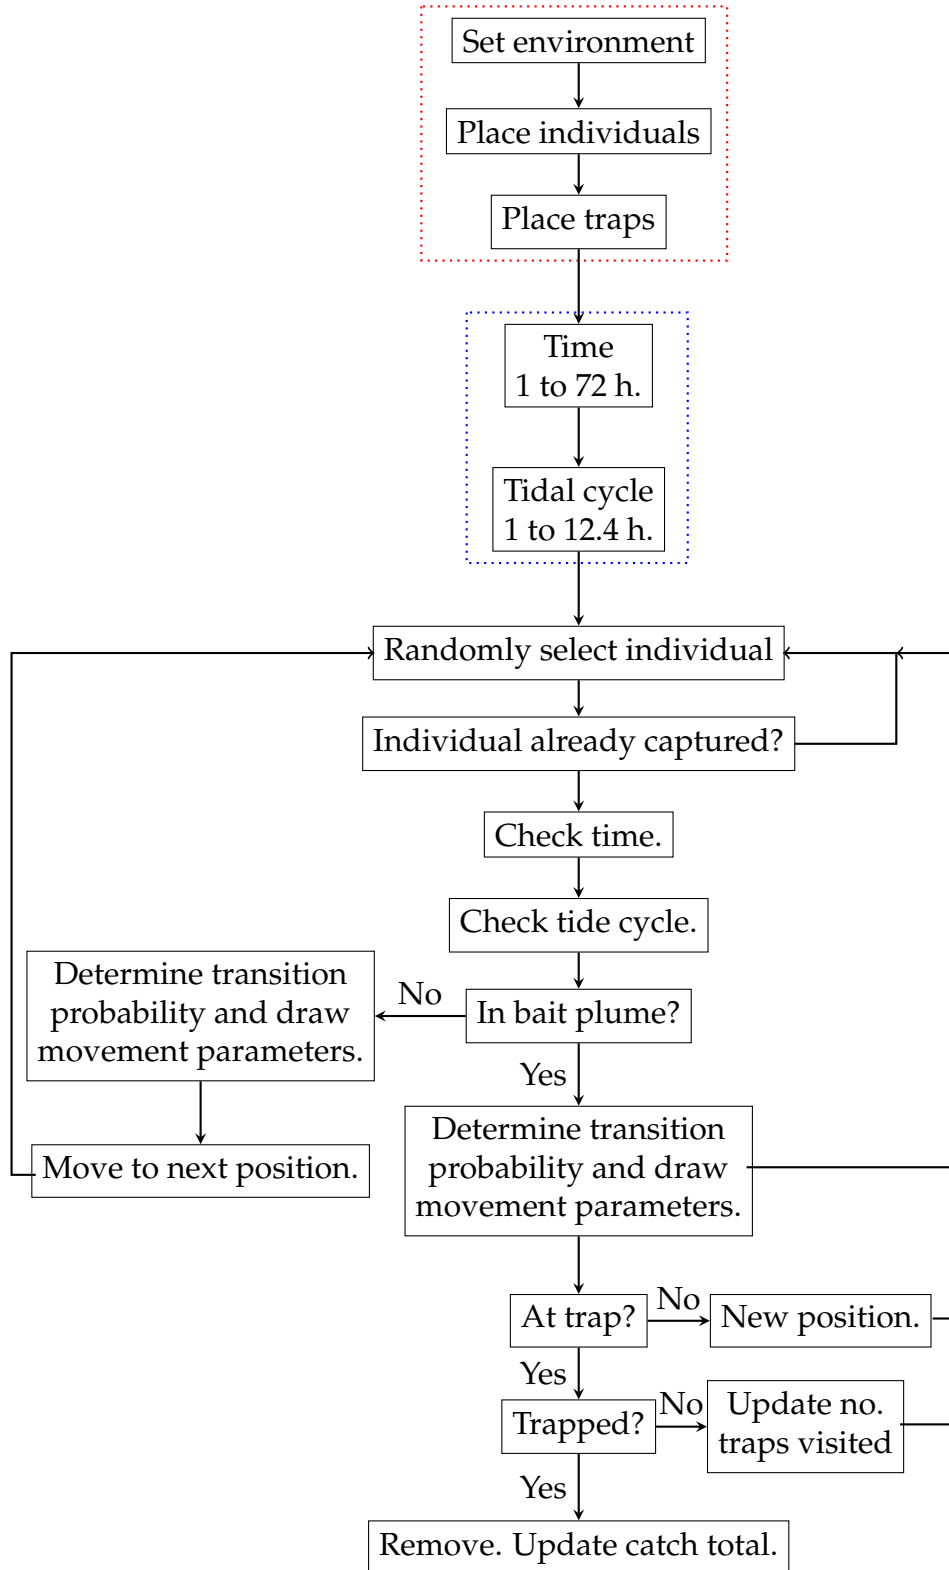 Set environment
Place individuals
Place traps
Time
1 to 72 h.
Tidal cycle
1 to 12.4 h.
Randomly select individual
Individual already captured?
Check time.
Check tide cycle.
In bait plume?
No
Determine transition
probability and draw
movement parameters.
Move to next position.
Yes
Determine transition
probability and draw
movement parameters.
At trap?
No
New position.
Yes
Trapped?
No
Update no.
traps visited
Yes
Remove. Update catch total.